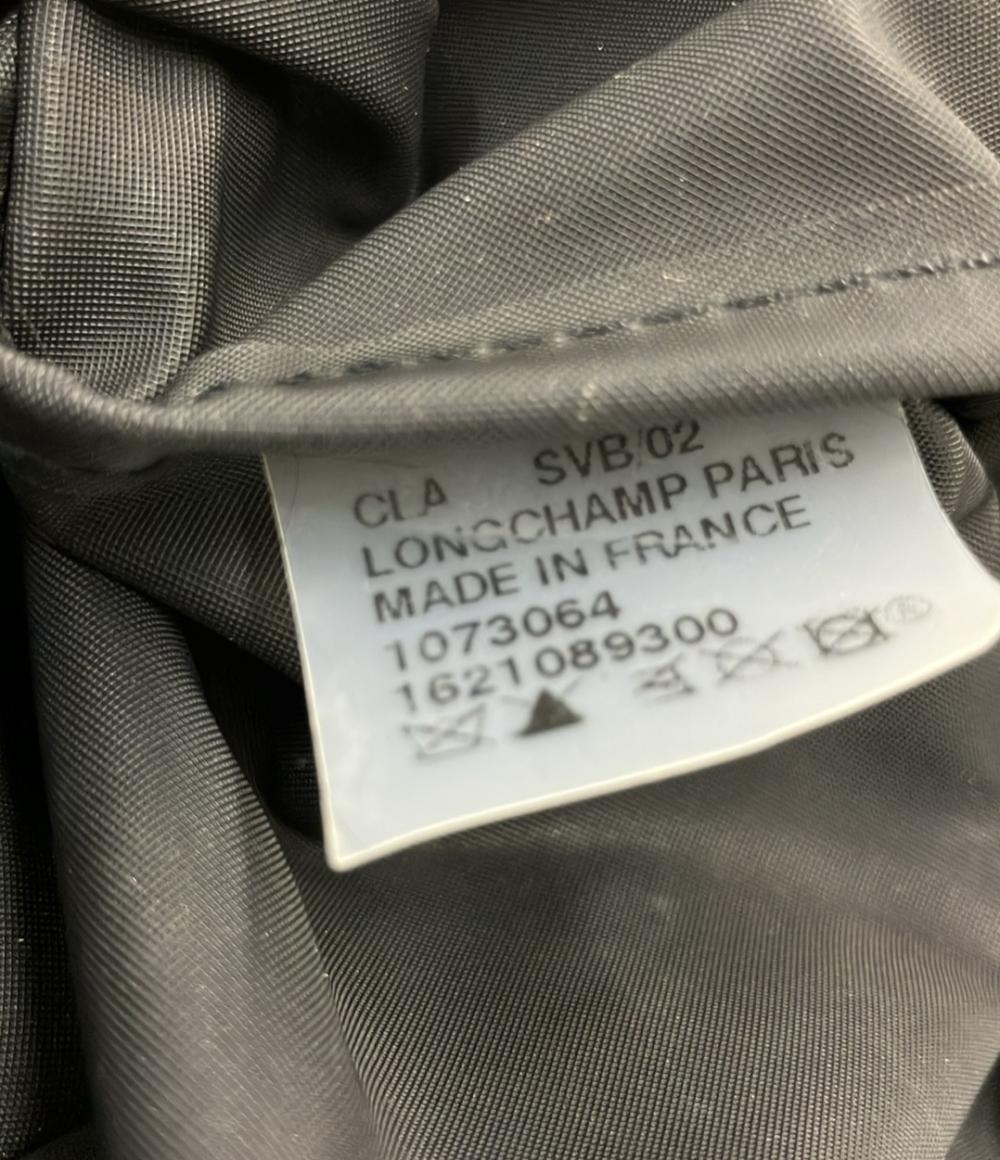 CLA SVB/02
LONGCHAMP PARIS
MADE IN FRANCE
1073064
1621089300